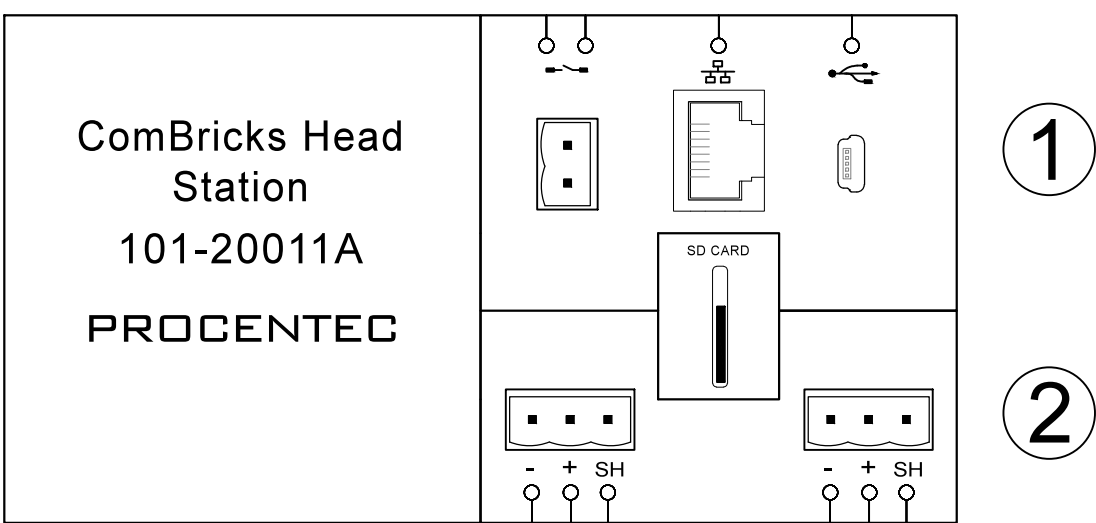 ComBricks Head
Station
101-20011A
PROCENTEC
SD CARD
1
2
- + SH
- + SH